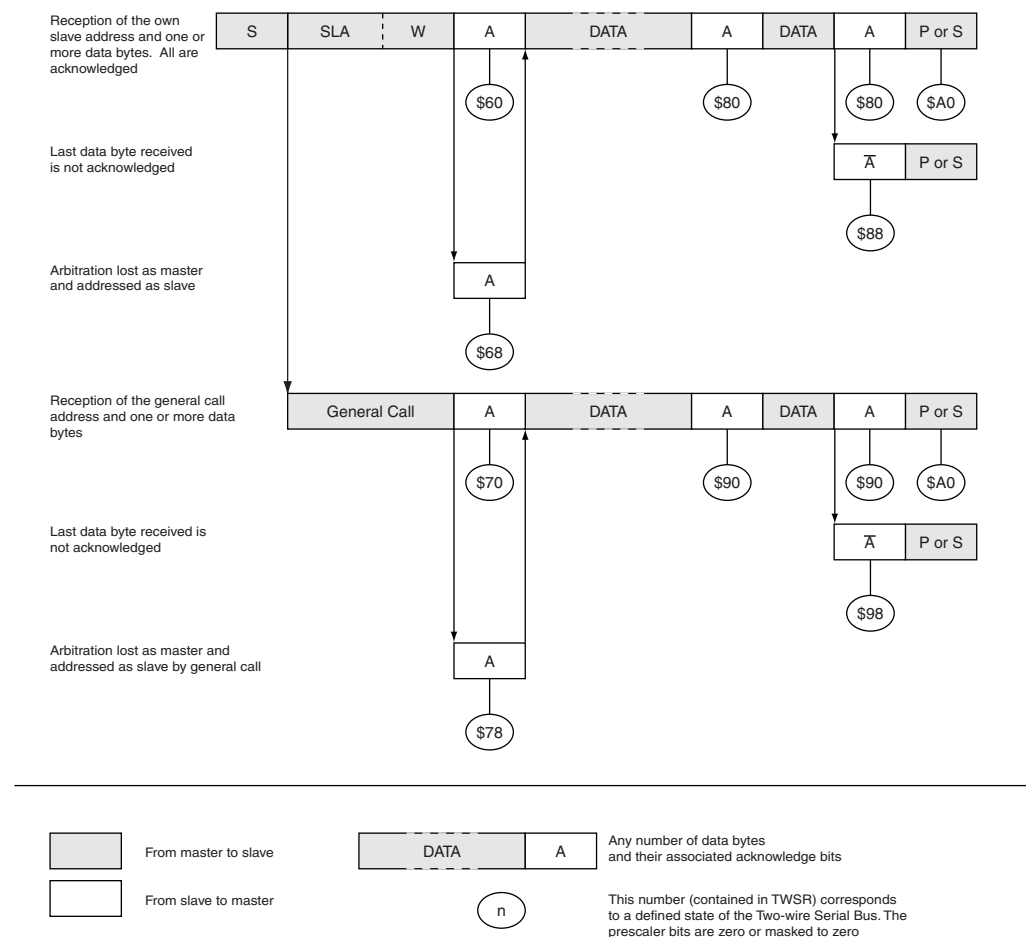 Reception of the own
slave address and one or
more data bytes. All are
acknowledged
S SLA W A DATA A DATA A P or S
$60 $80 $80 $A0
Last data byte received
is not acknowledged
A̅ P or S
$88
Arbitration lost as master
and addressed as slave
A
$68
Reception of the general call
address and one or more data
bytes
General Call A DATA A DATA A P or S
$70 $90 $90 $A0
Last data byte received is
not acknowledged
A̅ P or S
$98
Arbitration lost as master and
addressed as slave by general call
A
$78
From master to slave
DATA A
Any number of data bytes
and their associated acknowledge bits
From slave to master
n
This number (contained in TWSR) corresponds
to a defined state of the Two-wire Serial Bus. The
prescaler bits are zero or masked to zero